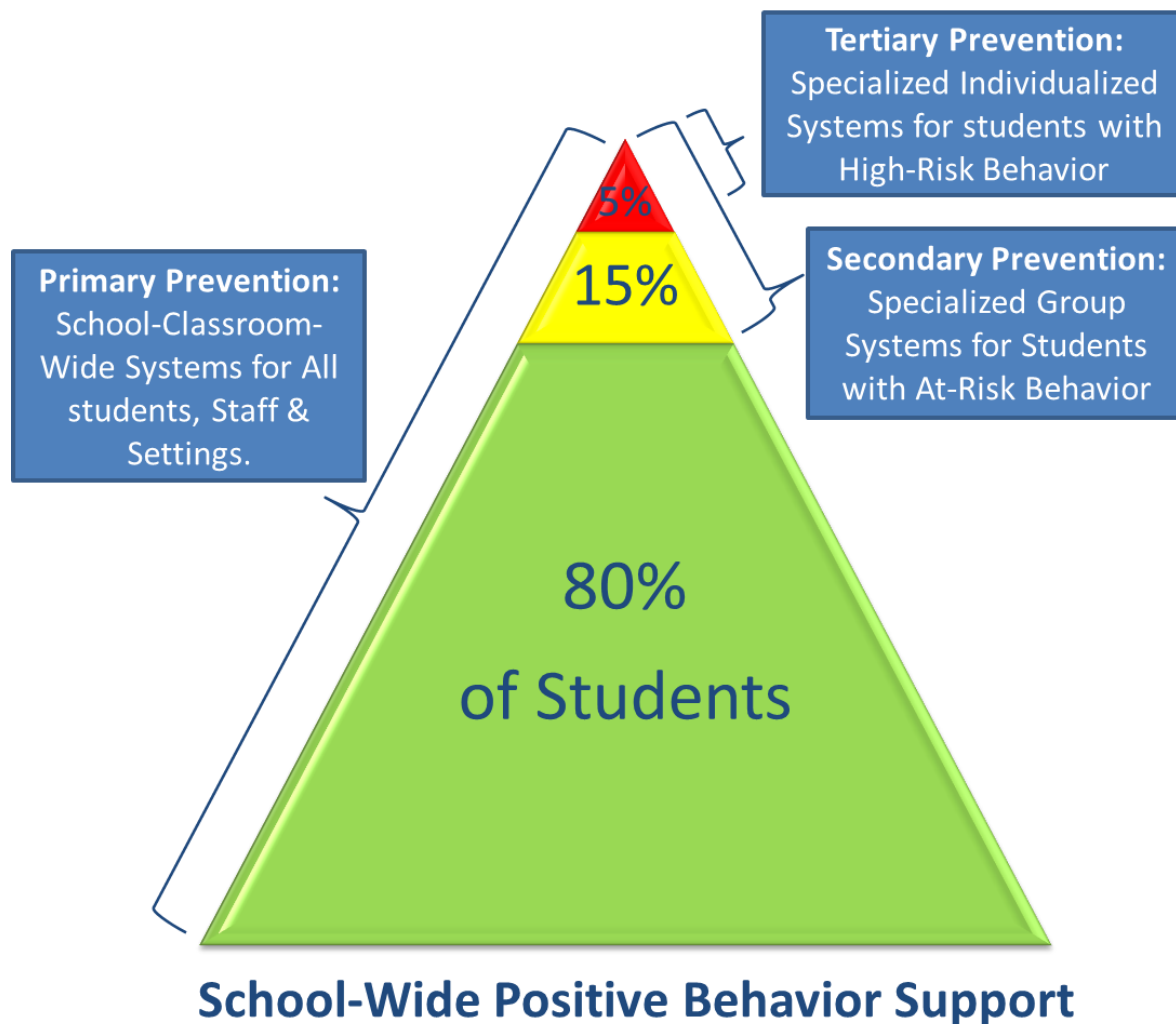 Tertiary Prevention:
Specialized Individualized
Systems for students with
High-Risk Behavior
5%
Primary Prevention:
School-Classroom-
Wide Systems for All
students, Staff &
Settings.
15%
Secondary Prevention:
Specialized Group
Systems for Students
with At-Risk Behavior
80%
of Students
School-Wide Positive Behavior Support